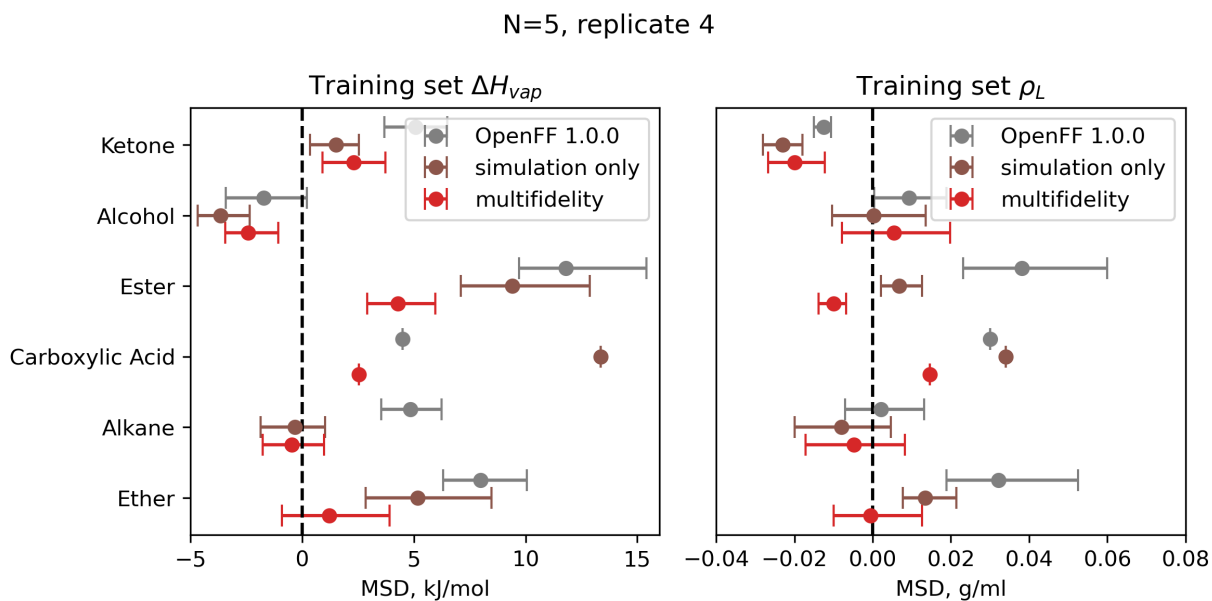 N=5, replicate 4
Training set ΔH_vap
Training set ρ_L
Ketone
Alcohol
Ester
Carboxylic Acid
Alkane
Ether
OpenFF 1.0.0
simulation only
multifidelity
OpenFF 1.0.0
simulation only
multifidelity
−5 0 5 10 15
−0.04 −0.02 0.00 0.02 0.04 0.06 0.08
MSD, kJ/mol
MSD, g/ml